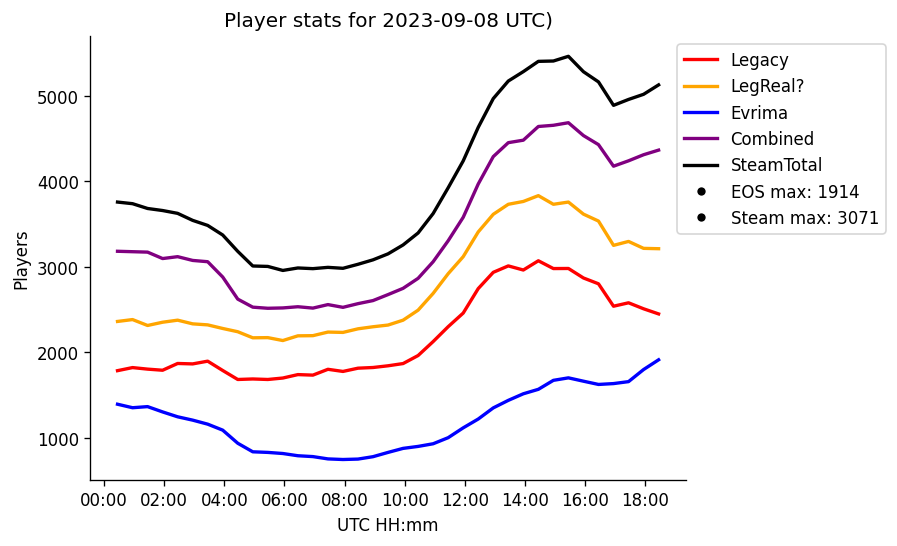 Player stats for 2023-09-08 UTC)
Legacy
LegReal?
Evrima
Combined
SteamTotal
EOS max: 1914
Steam max: 3071
Players
5000
4000
3000
2000
1000
00:00 02:00 04:00 06:00 08:00 10:00 12:00 14:00 16:00 18:00
UTC HH:mm